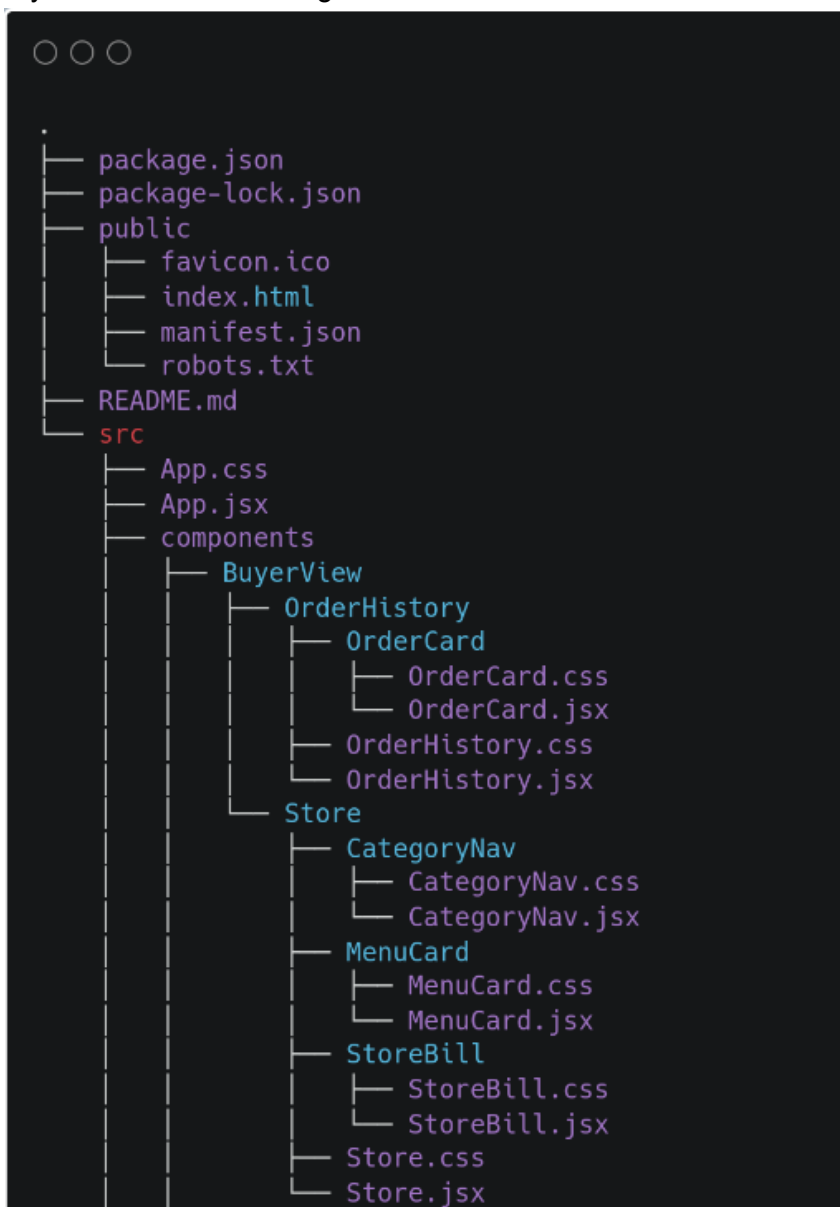 .
├── package.json
├── package-lock.json
├── public
│   ├── favicon.ico
│   ├── index.html
│   ├── manifest.json
│   └── robots.txt
├── README.md
└── src
    ├── App.css
    ├── App.jsx
    ├── components
    │   ├── BuyerView
    │   │   ├── OrderHistory
    │   │   │   ├── OrderCard
    │   │   │   │   ├── OrderCard.css
    │   │   │   │   └── OrderCard.jsx
    │   │   │   ├── OrderHistory.css
    │   │   │   └── OrderHistory.jsx
    │   │   └── Store
    │   │       ├── CategoryNav
    │   │       │   ├── CategoryNav.css
    │   │       │   └── CategoryNav.jsx
    │   │       ├── MenuCard
    │   │       │   ├── MenuCard.css
    │   │       │   └── MenuCard.jsx
    │   │       ├── StoreBill
    │   │       │   ├── StoreBill.css
    │   │       │   └── StoreBill.jsx
    │   │       ├── Store.css
    │   │       └── Store.jsx